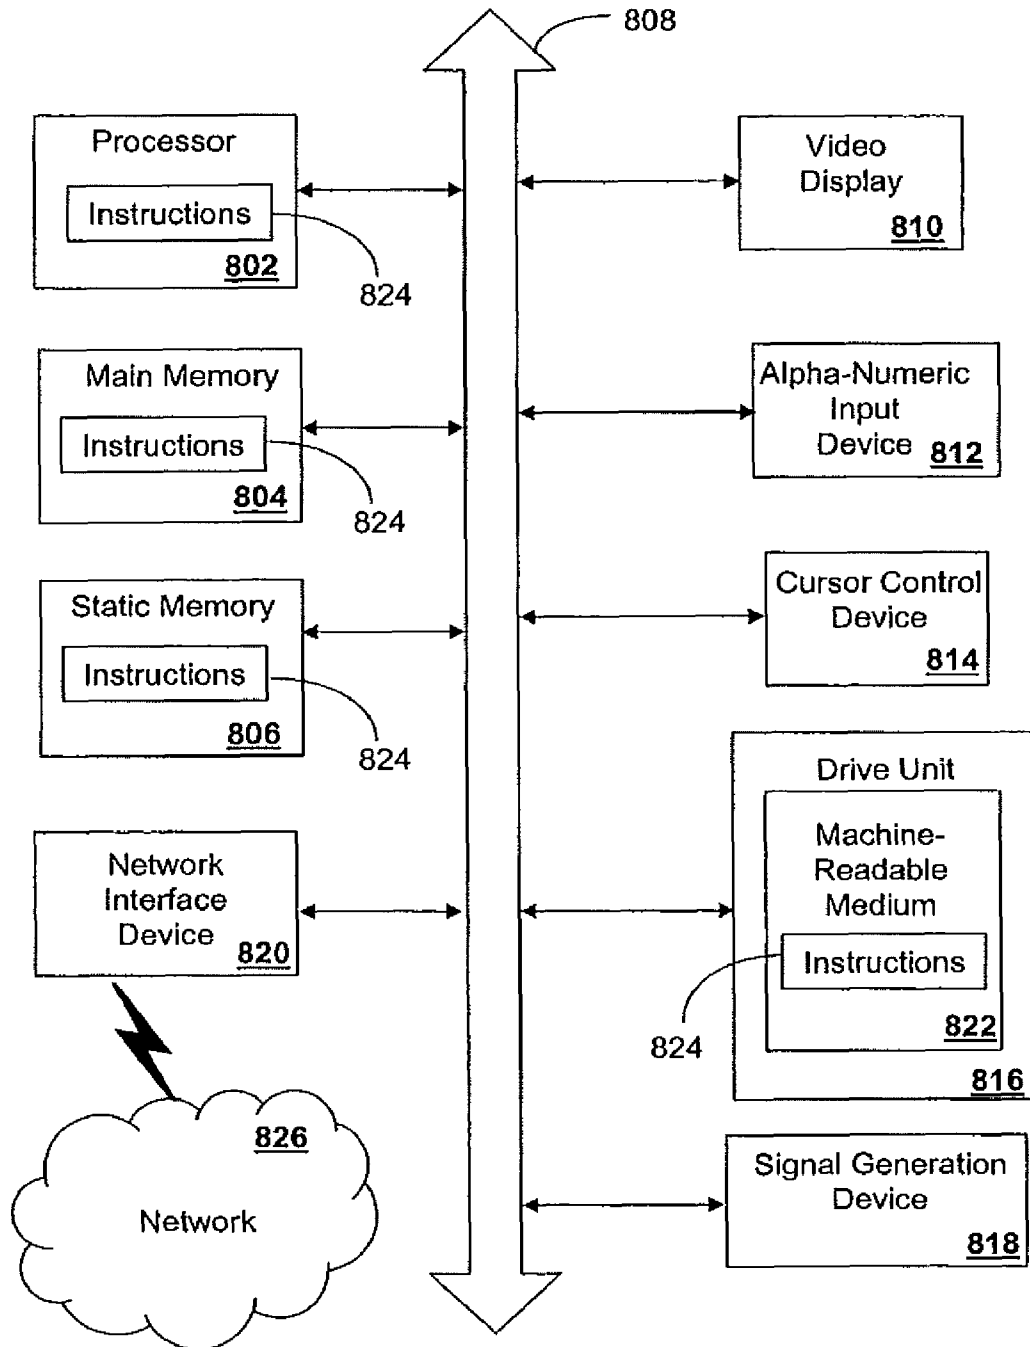 808
Processor
Instructions
802
824
Main Memory
Instructions
804
824
Static Memory
Instructions
806
824
Network
Interface
Device
820
826
Network
Video
Display
810
Alpha-Numeric
Input
Device
812
Cursor Control
Device
814
Drive Unit
Machine-
Readable
Medium
Instructions
822
824
816
Signal Generation
Device
818